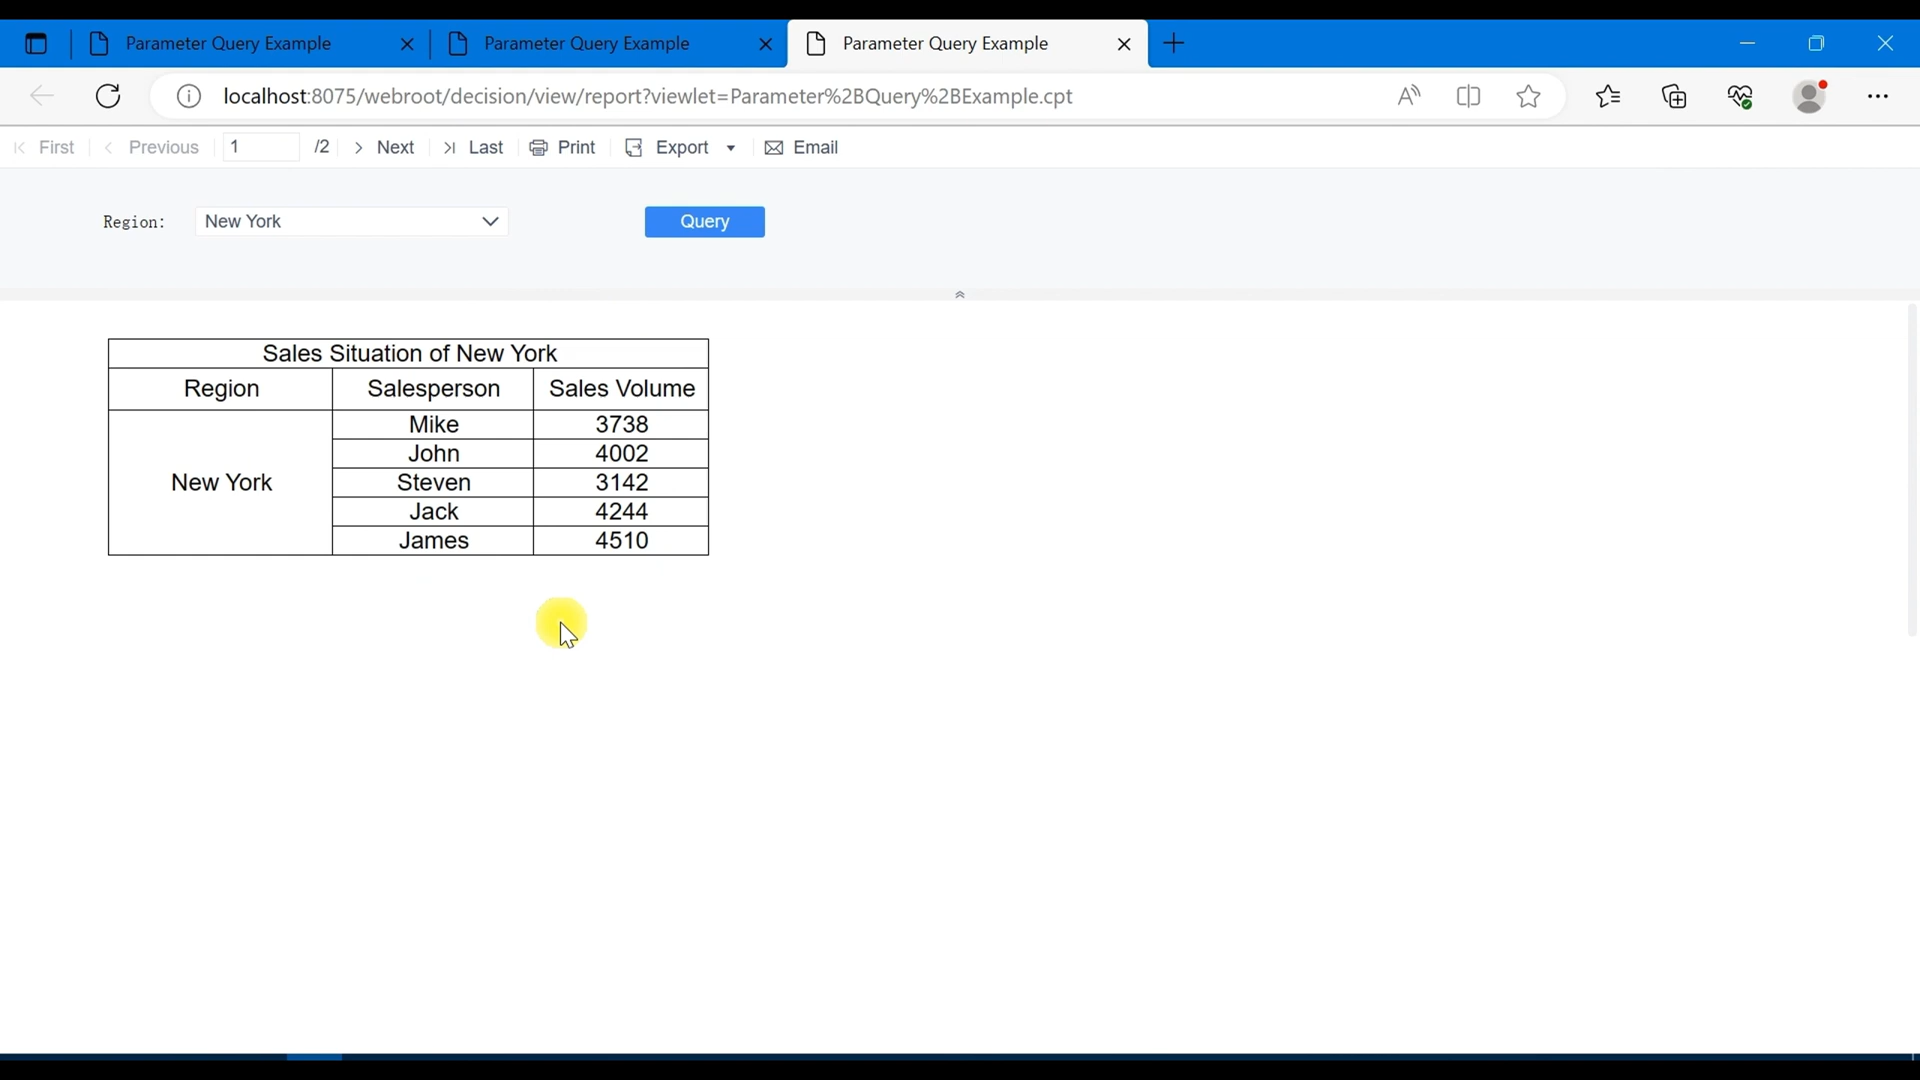 Parameter Query Example Parameter Query Example Parameter Query Example
localhost:8075/webroot/decision/view/report?viewlet=Parameter%2BQuery%2BExample.cpt
First Previous 1 /2 Next Last Print Export Email
Region: New York Query
Sales Situation of New York
Region Salesperson Sales Volume
Mike 3738
John 4002
New York Steven 3142
Jack 4244
James 4510